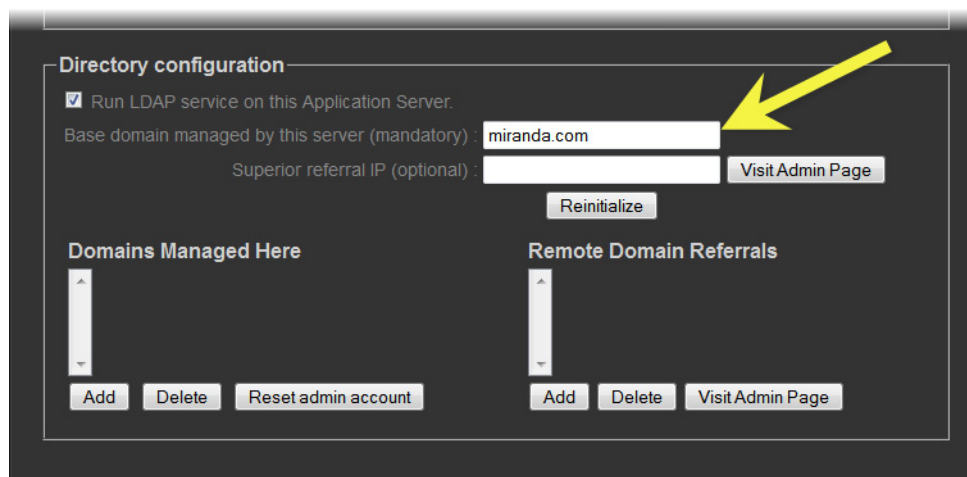 Directory configuration
Run LDAP service on this Application Server.
Base domain managed by this server (mandatory) : miranda.com
Superior referral IP (optional) : Visit Admin Page
Reinitialize
Domains Managed Here
Remote Domain Referrals
Add Delete Reset admin account
Add Delete Visit Admin Page